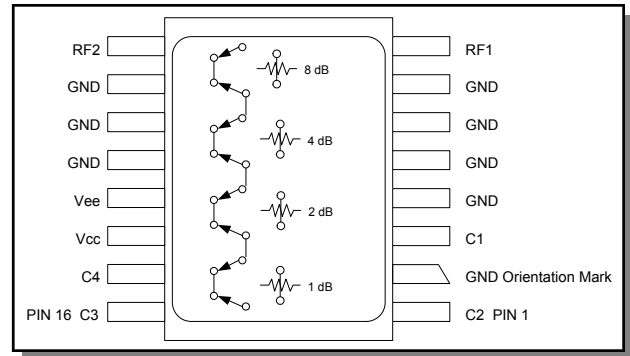 RF2
RF1
8 dB
GND
GND
GND
GND
4 dB
GND
GND
Vee
GND
2 dB
Vcc
C1
C4
GND Orientation Mark
1 dB
PIN 16 C3
C2 PIN 1